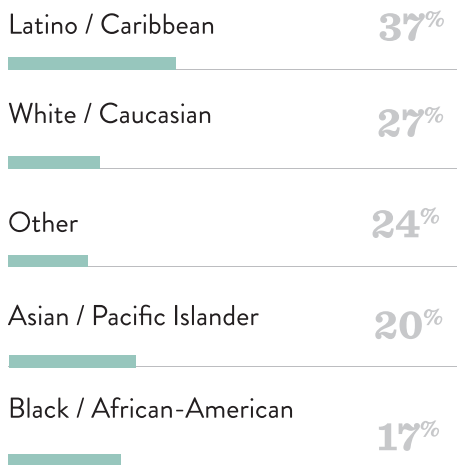 Latino / Caribbean 37%
White / Caucasian 27%
Other 24%
Asian / Pacific Islander 20%
Black / African-American 17%